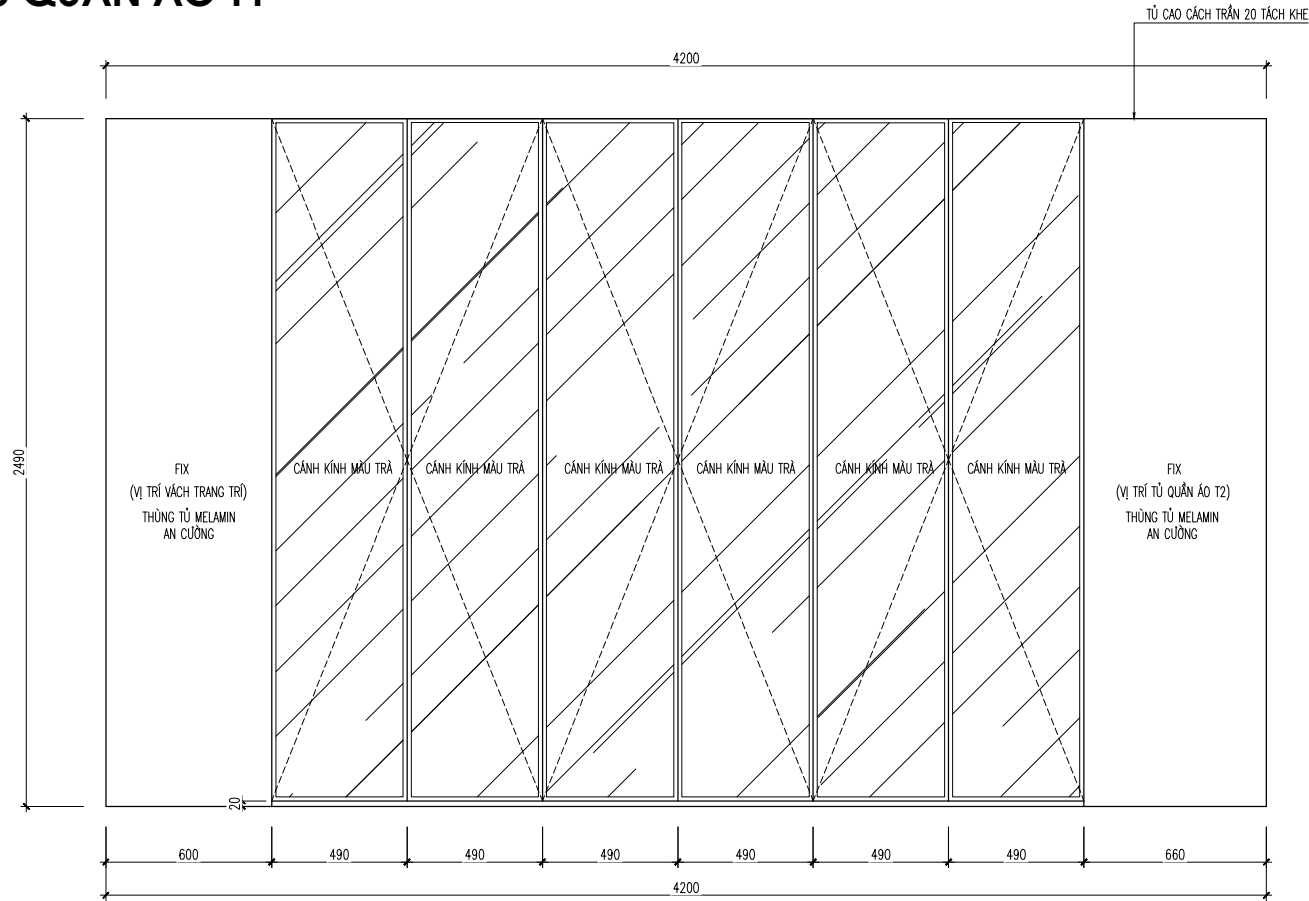 QUẦN ÁO
TỦ CAO CÁCH TRẦN 20 TÁCH KHE
4200
2490
FIX
(VỊ TRÍ VÁCH TRANG TRÍ)
THÙNG TỦ MELAMIN
AN CƯỜNG
CÁNH KÍNH MÀU TRÀ
CÁNH KÍNH MÀU TRÀ
CÁNH KÍNH MÀU TRÀ
CÁNH KÍNH MÀU TRÀ
CÁNH KÍNH MÀU TRÀ
CÁNH KÍNH MÀU TRÀ
FIX
(VỊ TRÍ TỦ QUẦN ÁO T2)
THÙNG TỦ MELAMIN
AN CƯỜNG
20
600
490
490
490
490
490
490
660
4200